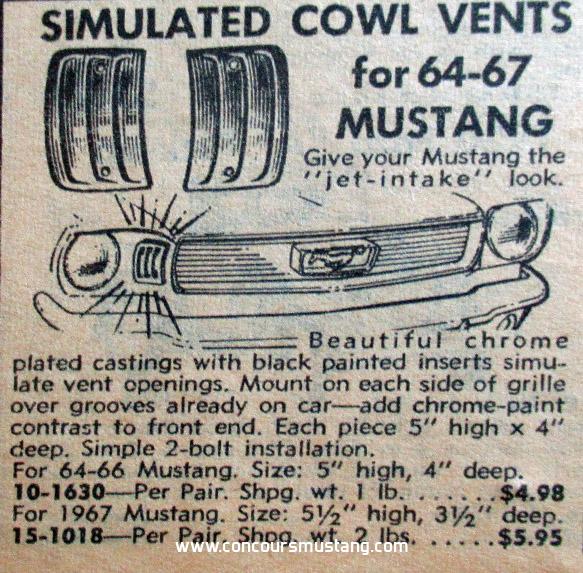 SIMULATED COWL VENTS
for 64-67
MUSTANG
Give your Mustang the
"jet-intake" look.
Beautiful chrome
plated castings with black painted inserts simu-
late vent openings. Mount on each side of grille
over grooves already on car—add chrome-paint
contrast to front end. Each piece 5" high x 4"
deep. Simple 2-bolt installation.
For 64-66 Mustang. Size: 5" high, 4" deep.
10-1630—Per Pair. Shpg. wt. 1 lb. .......$4.98
For 1967 Mustang. Size: 5½" high, 3½" deep.
15-1018—Per Pair. Shpg. wt. 2 lbs. ......$5.95
www.concoursmustang.com